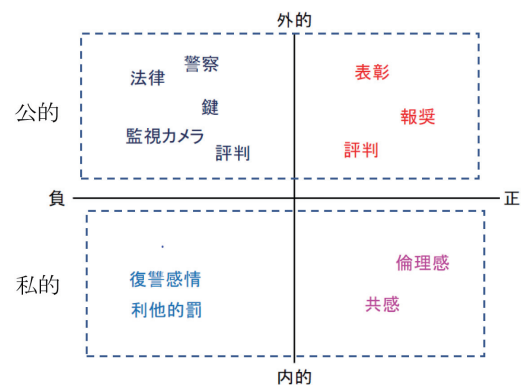 外的
法律
警察
表彰
公的
鍵
報奨
監視カメラ
評判
評判
負
正
私的
復讐感情
利他的罰
倫理感
共感
内的